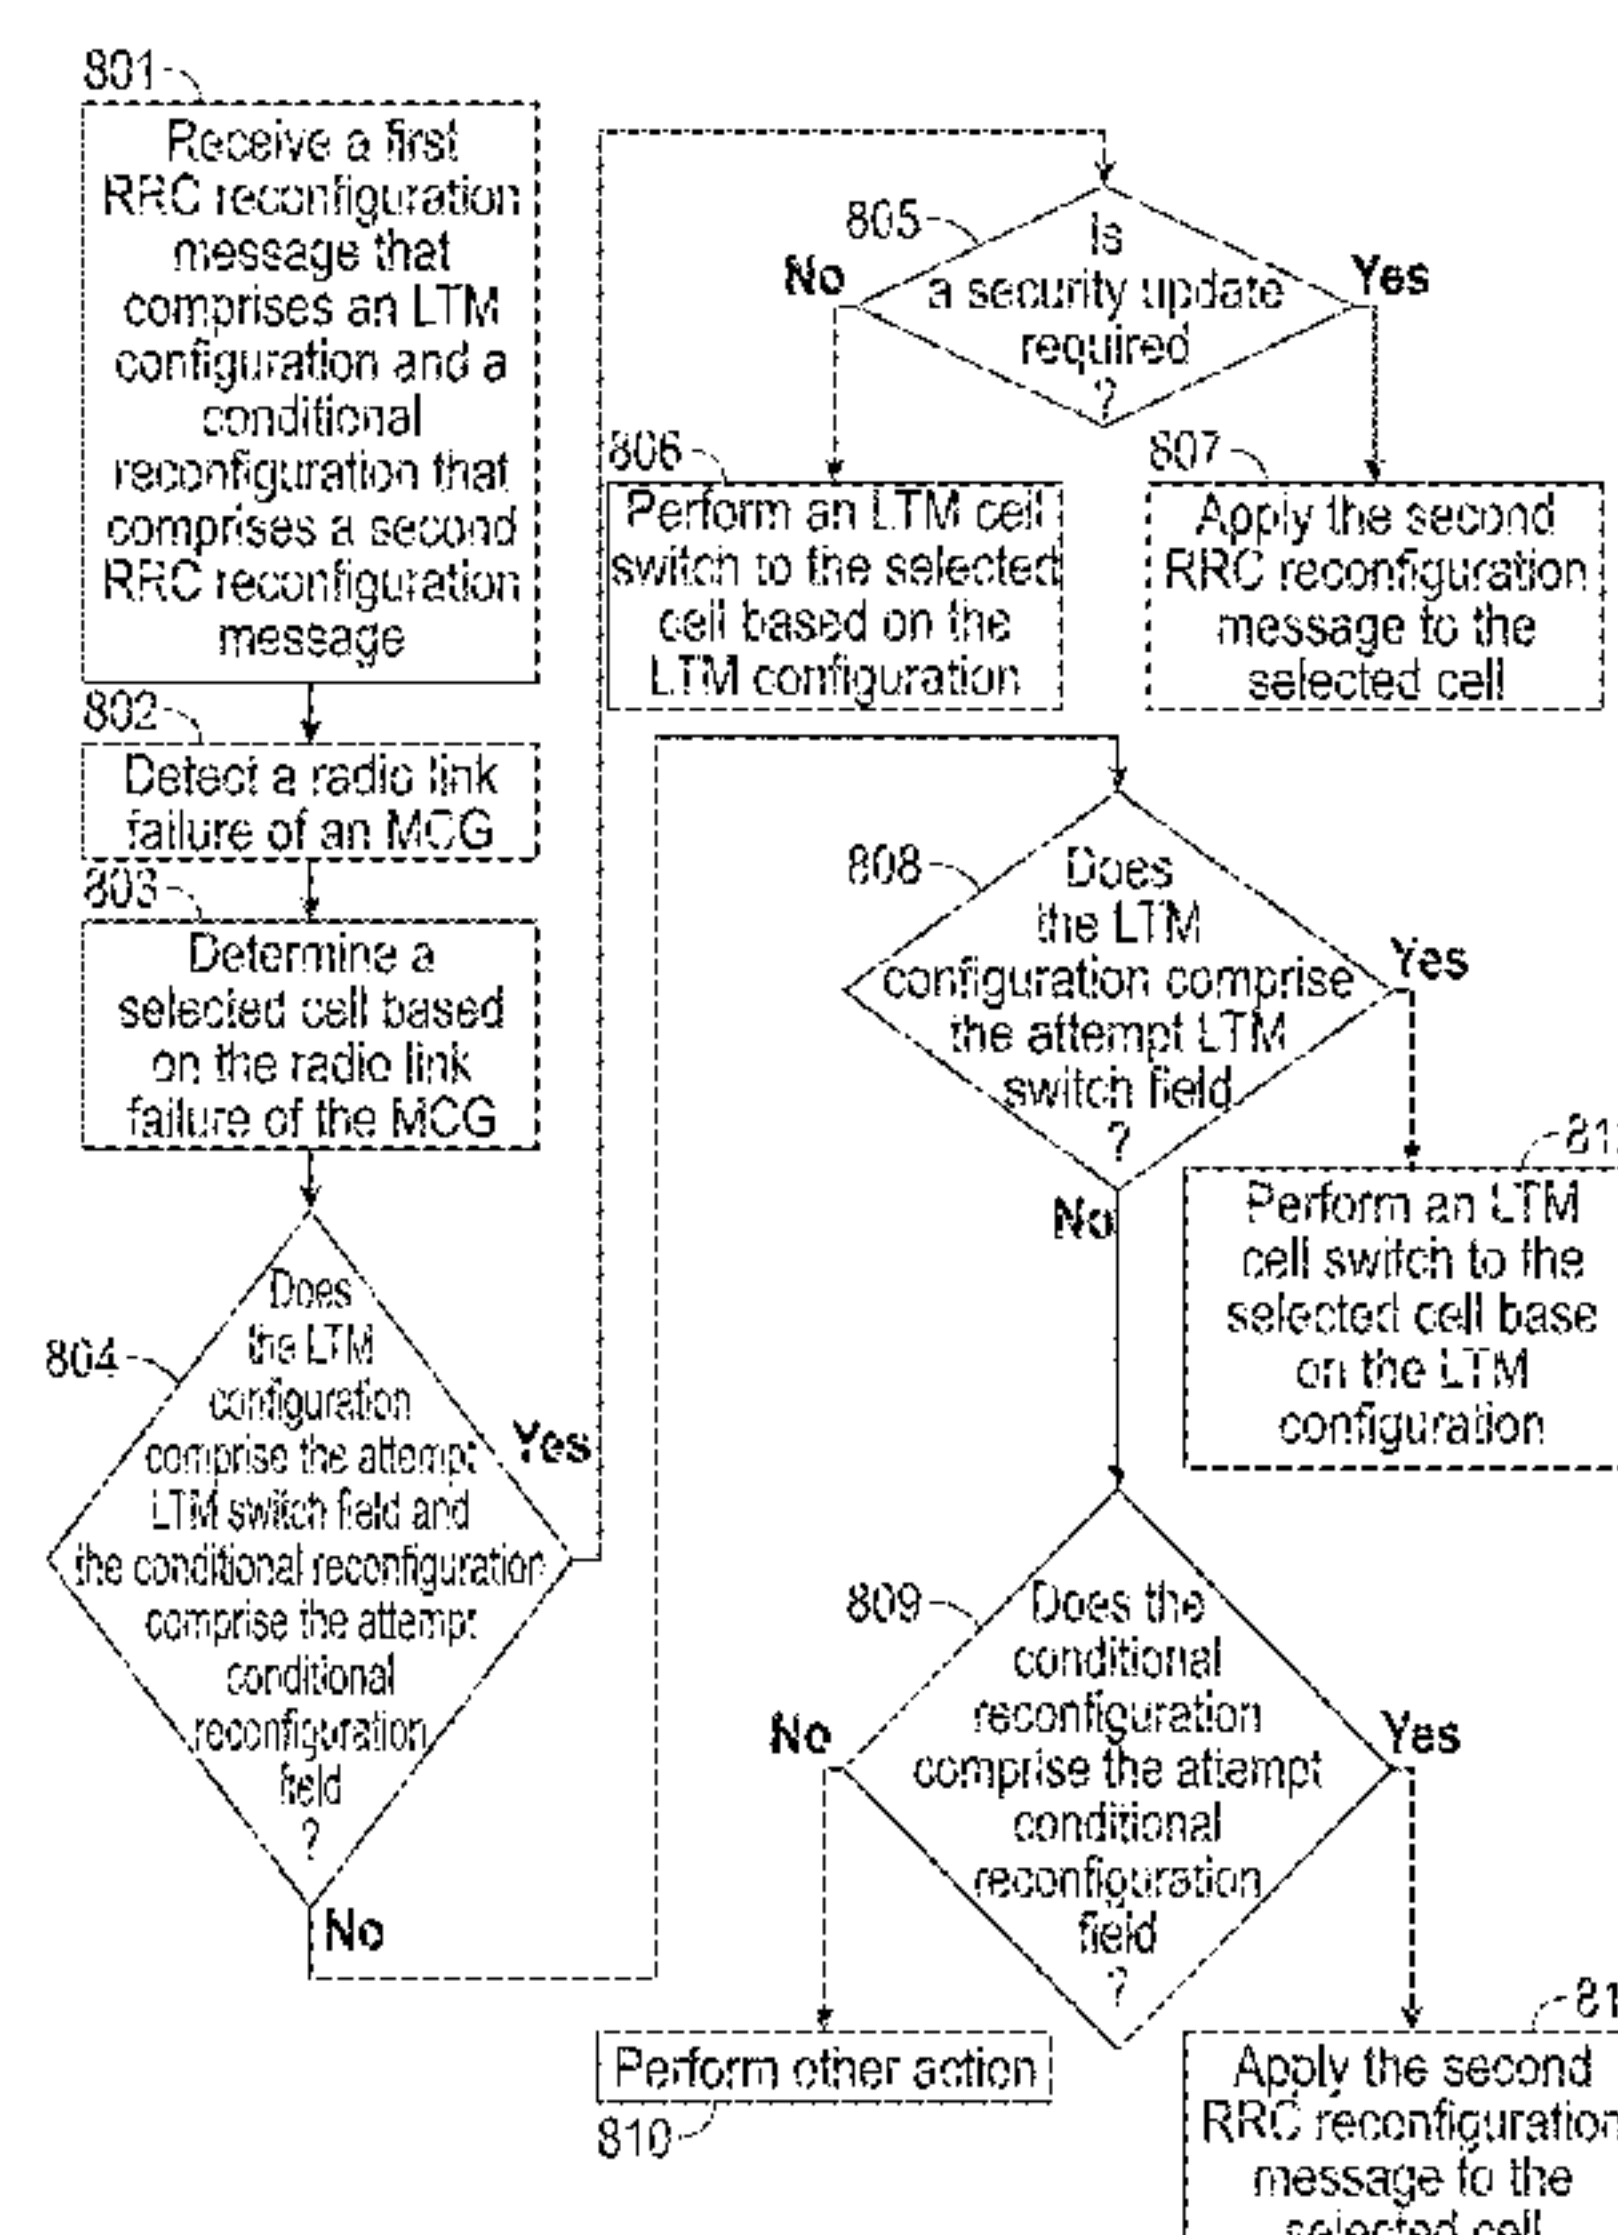 801
Receive a first
RRC reconfiguration
message that
comprises an LTM
configuration and a
conditional
reconfiguration that
comprises a second
RRC reconfiguration
message
802
Detect a radio link
failure of an MCG
803
Determine a
selected cell based
on the radio link
failure of the MCG
804
Does
the LTM
configuration
comprise the attempt
LTM switch field and
the conditional reconfiguration
comprise the attempt
conditional
reconfiguration
field
?
Yes
No
805
Is
a security update
required
?
No
Yes
806
Perform an LTM cell
switch to the selected
cell based on the
LTM configuration
807
Apply the second
RRC reconfiguration
message to the
selected cell
808
Does
the LTM
configuration comprise
the attempt LTM
switch field
?
Yes
No
Perform an LTM
cell switch to the
selected cell base
on the LTM
configuration
809
Does the
conditional
reconfiguration
comprise the attempt
conditional
reconfiguration
field
?
No
Yes
Perform other action
810
Apply the second
RRC reconfiguration
message to the
selected cell